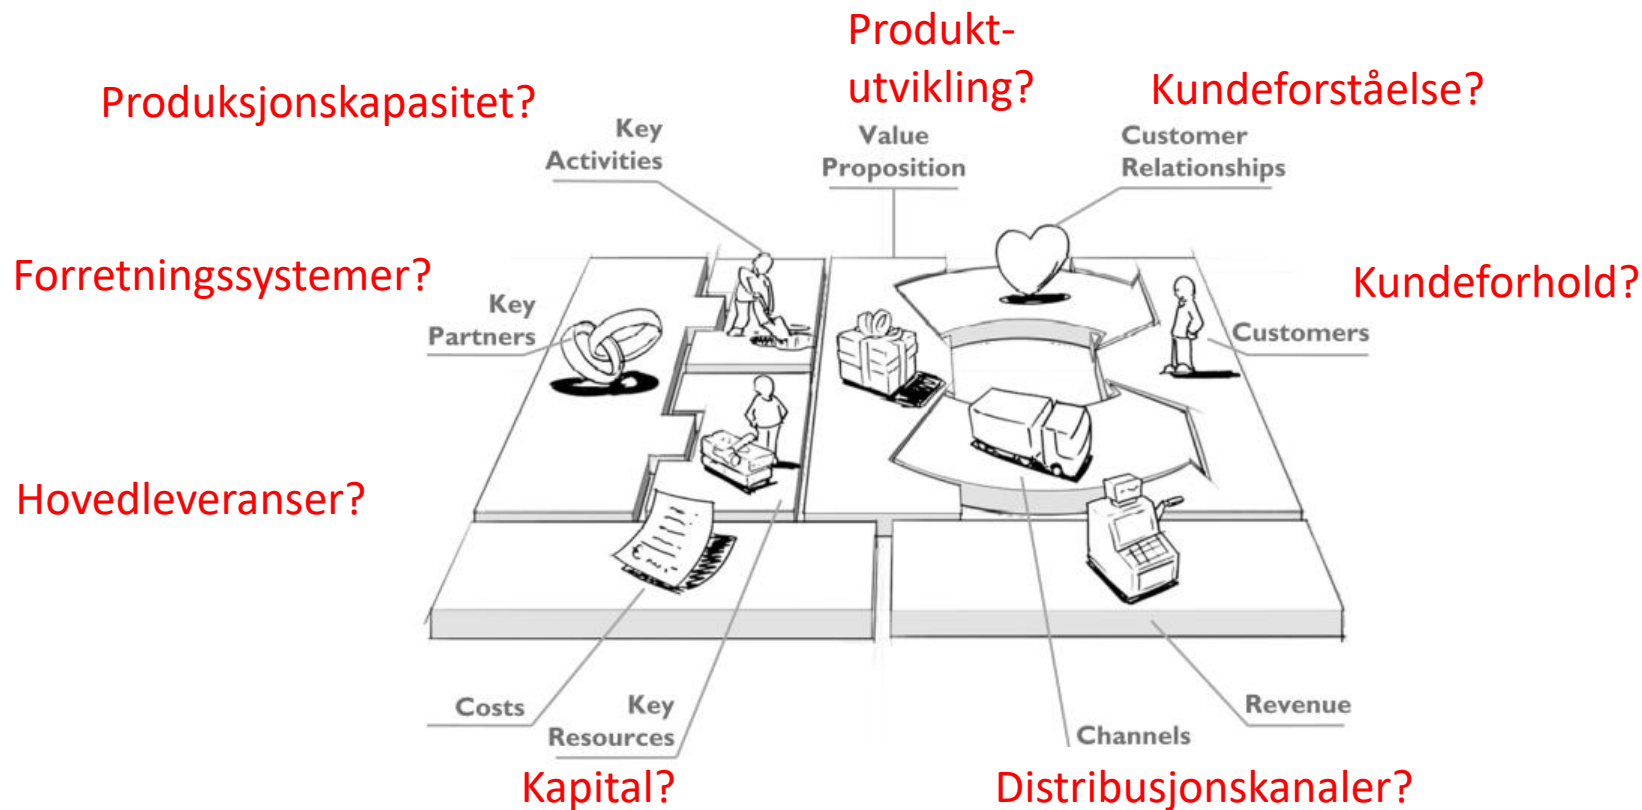 Produkt-
utvikling?
Kundeforståelse?
Produksjonskapasitet?
Key
Activities
Value
Proposition
Customer
Relationships
Forretningssystemer?
Kundeforhold?
Key
Partners
Customers
Hovedleveranser?
Costs
Key
Resources
Revenue
Channels
Kapital?
Distribusjonskanaler?